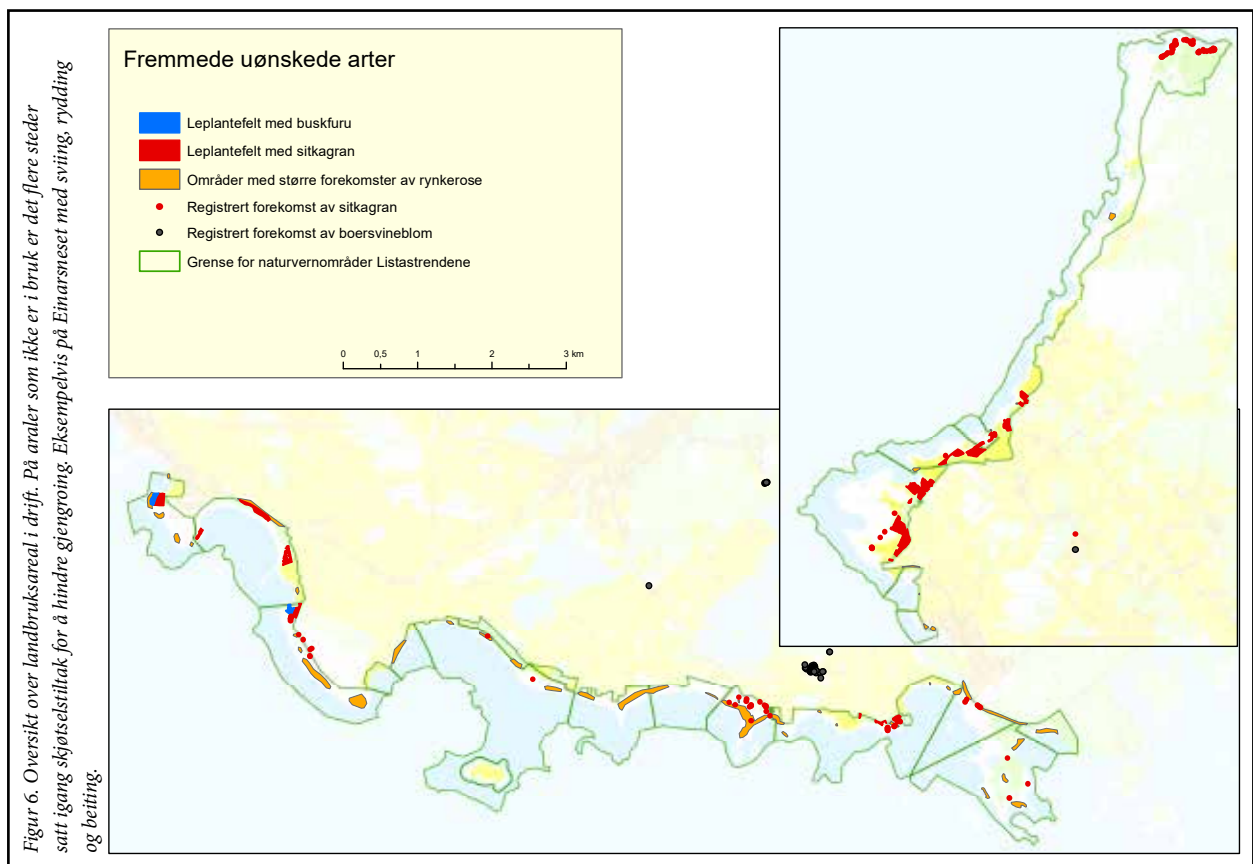 Figur 6. Oversikt over landbruksareal i drift. På araler som ikke er i bruk er det flere steder
satt igang skjøtselstiltak for å hindre gjengroing. Eksempelvis på Einarsneset med sviing, rydding
og beiting.
Fremmede uønskede arter
Leplantefelt med buskfuru
Leplantefelt med sitkagran
Områder med større forekomster av rynkerose
Registrert forekomst av sitkagran
Registrert forekomst av boersvineblom
Grense for naturvernområder Listastrendene
0 0,5 1 2 3 km